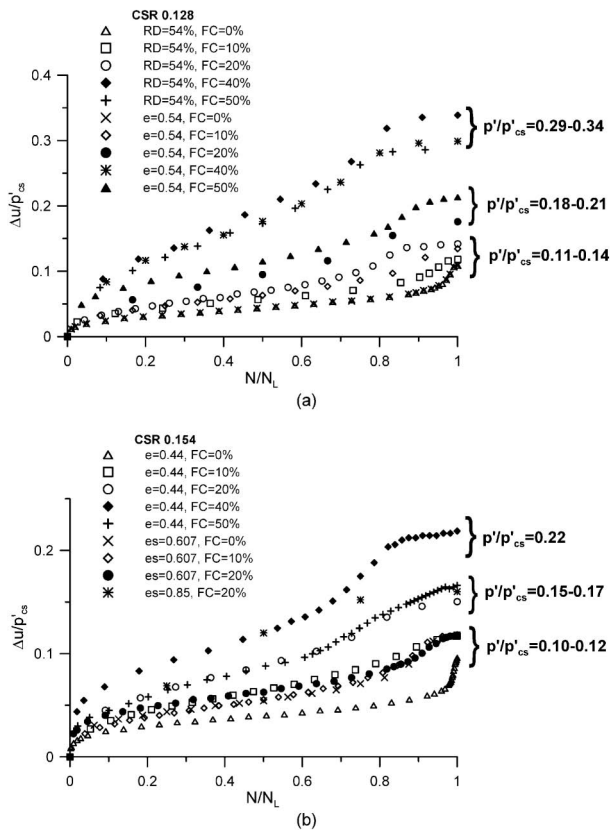 (a)
CSR 0.128
RD=54%, FC=0%
RD=54%, FC=10%
RD=54%, FC=20%
RD=54%, FC=40%
RD=54%, FC=50%
e=0.54, FC=0%
e=0.54, FC=10%
e=0.54, FC=20%
e=0.54, FC=40%
e=0.54, FC=50%
0.4
0.3
0.2
0.1
0
Δu/p'cs
p'/p'cs=0.29-0.34
p'/p'cs=0.18-0.21
p'/p'cs=0.11-0.14
0 0.2 0.4 0.6 0.8 1
N/NL
(a)
CSR 0.154
e=0.44, FC=0%
e=0.44, FC=10%
e=0.44, FC=20%
e=0.44, FC=40%
e=0.44, FC=50%
es=0.607, FC=0%
es=0.607, FC=10%
es=0.607, FC=20%
es=0.85, FC=20%
0.2
0.1
0
Δu/p'cs
p'/p'cs=0.22
p'/p'cs=0.15-0.17
p'/p'cs=0.10-0.12
0 0.2 0.4 0.6 0.8 1
N/NL
(b)